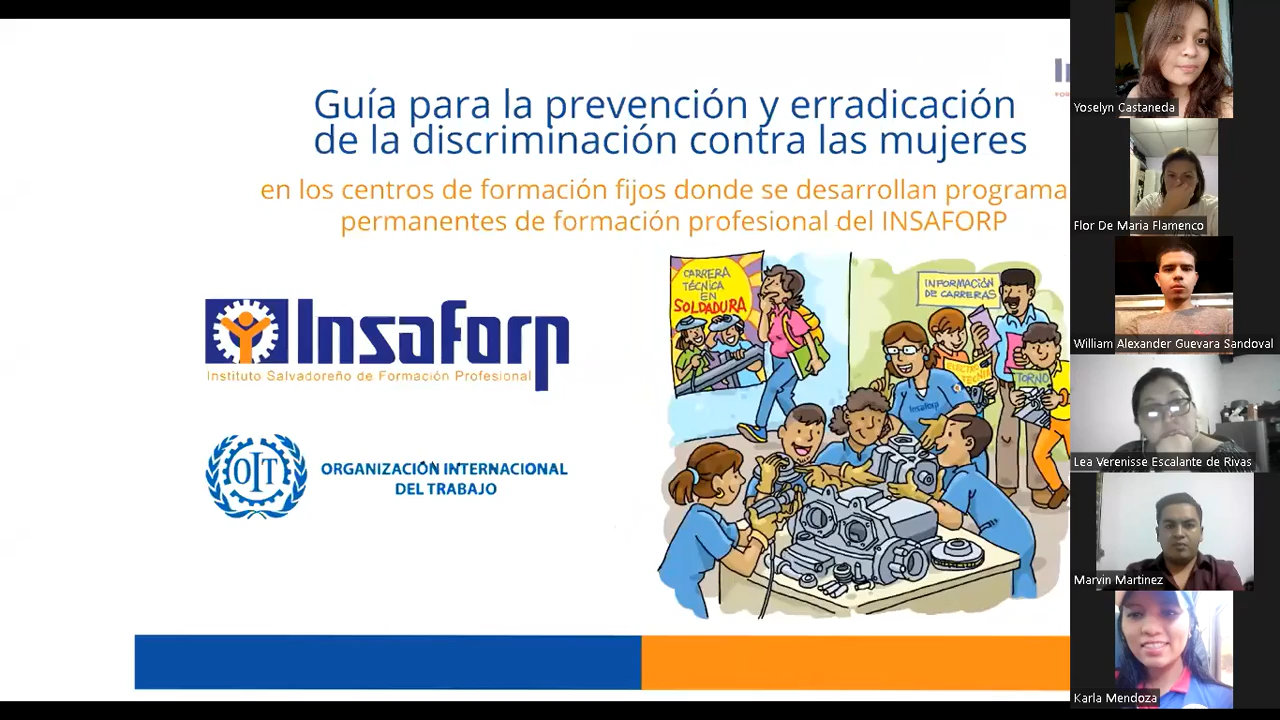 Guía para la prevención y erradicación
de la discriminación contra las mujeres
en los centros de formación fijos donde se desarrollan programa
permanentes de formación profesional del INSAFORP
Insaforp
Instituto Salvadoreño de Formación Profesional
OIT
ORGANIZACIÓN INTERNACIONAL
DEL TRABAJO
CARRERA
TÉCNICA
EN
SOLDADURA
INFORMACIÓN
DE CARRERAS
TORNO
Insaforp
Yoselyn Castaneda
Flor De Maria Flamenco
William Alexander Guevara Sandoval
Lea Verenisse Escalante de Rivas
Marvin Martinez
Karla Mendoza